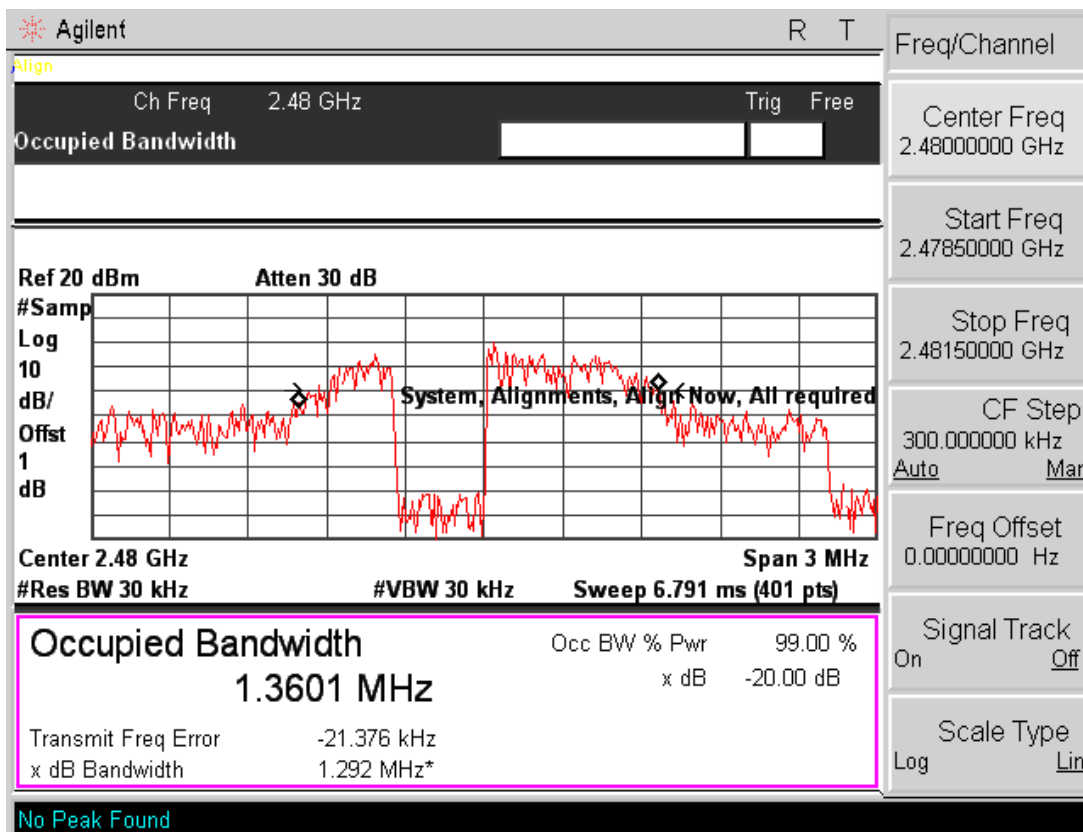 Agilent R T
Align
Ch Freq 2.48 GHz Trig Free
Occupied Bandwidth
Ref 20 dBm Atten 30 dB
#Samp
Log
10
dB/
Offst
1
dB
System, Alignments, Align Now, All required
Center 2.48 GHz Span 3 MHz
#Res BW 30 kHz #VBW 30 kHz Sweep 6.791 ms (401 pts)
Occupied Bandwidth
1.3601 MHz
Occ BW % Pwr 99.00 %
x dB -20.00 dB
Transmit Freq Error -21.376 kHz
x dB Bandwidth 1.292 MHz*
No Peak Found
Freq/Channel
Center Freq
2.48000000 GHz
Start Freq
2.47850000 GHz
Stop Freq
2.48150000 GHz
CF Step
300.000000 kHz
Auto Man
Freq Offset
0.00000000 Hz
Signal Track
On Off
Scale Type
Log Lin